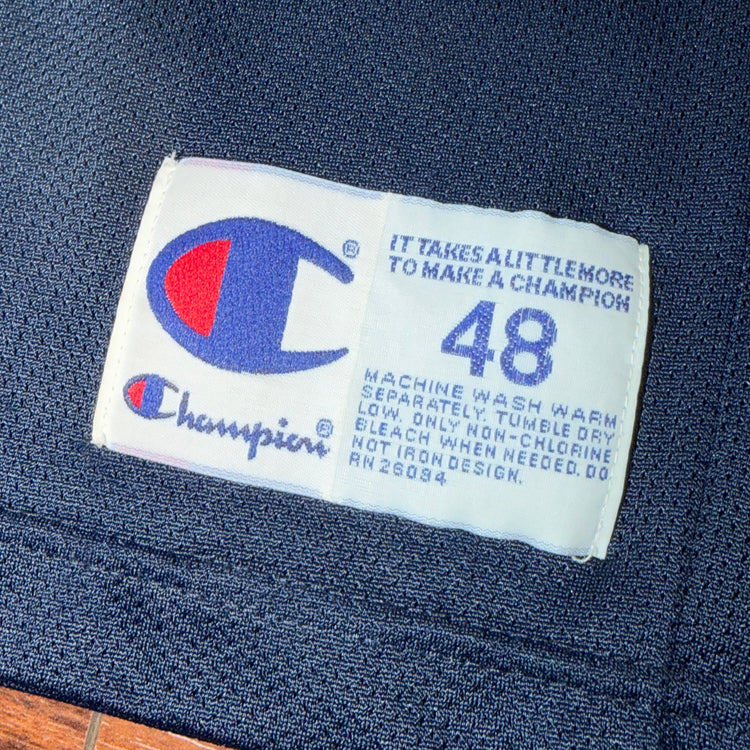 ®
Champion®
IT TAKES A LITTLE MORE
TO MAKE A CHAMPION
48
MACHINE WASH WARM
SEPARATELY. TUMBLE DRY
LOW. ONLY NON-CHLORINE
BLEACH WHEN NEEDED. DO
NOT IRON DESIGN.
RN 26094